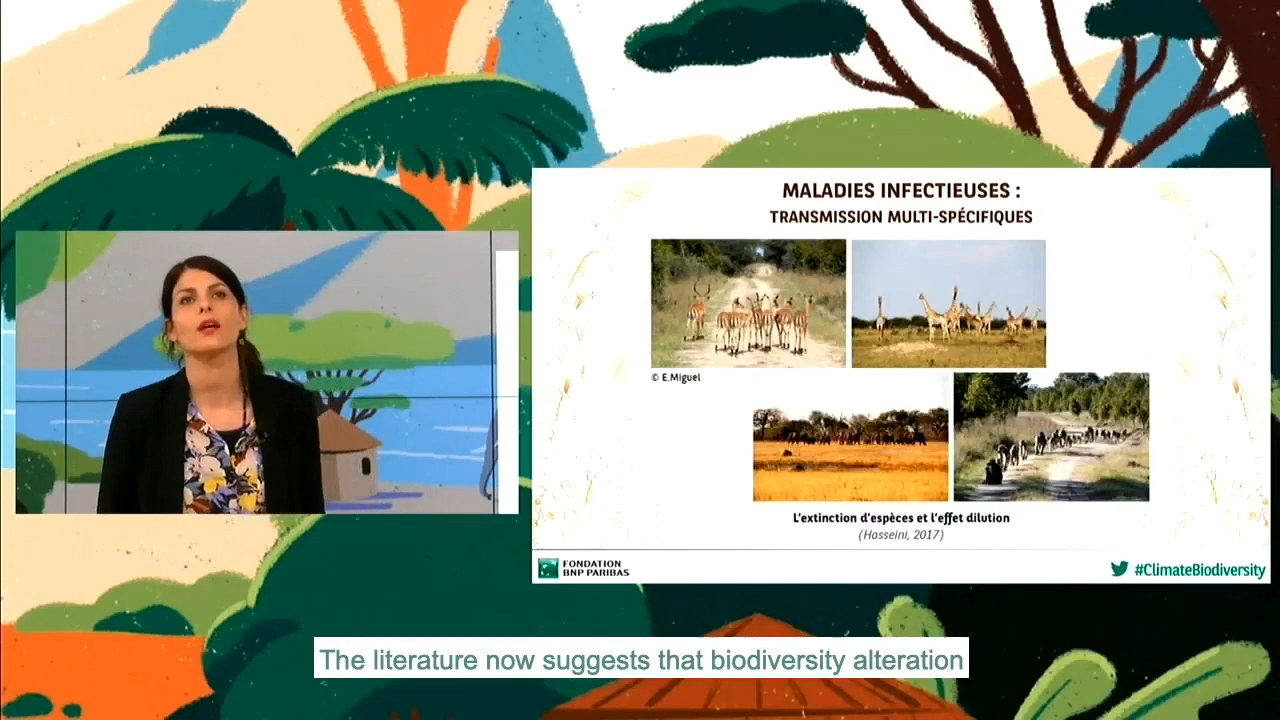 MALADIES INFECTIEUSES :
TRANSMISSION MULTI-SPÉCIFIQUES
© E.Miguel
L'extinction d'espèces et l'effet dilution
(Hosseini, 2017)
FONDATION
BNP PARIBAS
#ClimateBiodiversity
The literature now suggests that biodiversity alteration